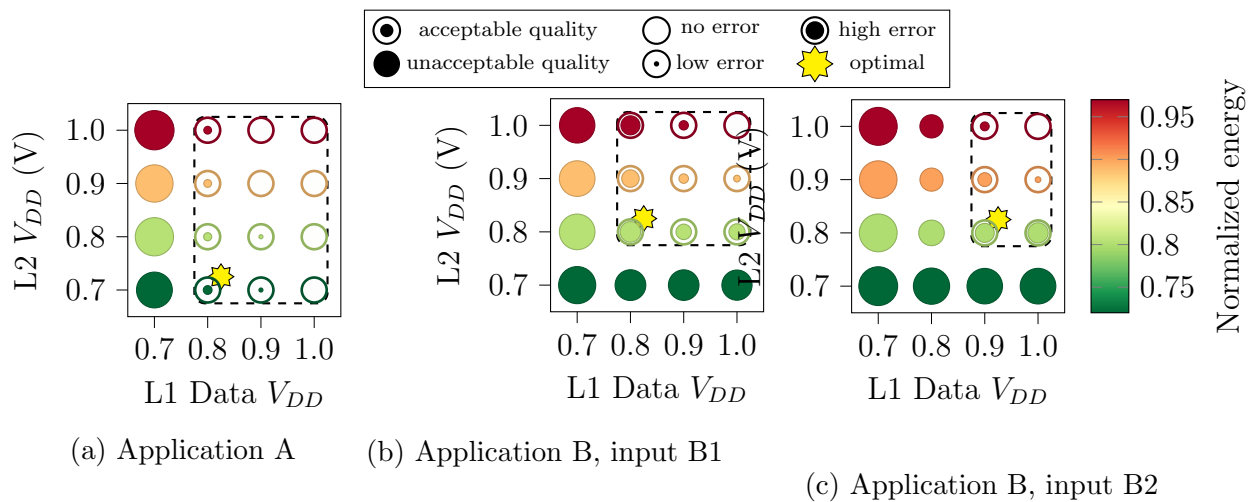 acceptable quality
no error
high error
unacceptable quality
low error
optimal
L2 V_DD (V)
1.0
0.9
0.8
0.7
0.7 0.8 0.9 1.0
L1 Data V_DD
(a) Application A
L2 V_DD (V)
1.0
0.9
0.8
0.7
0.7 0.8 0.9 1.0
L1 Data V_DD
(b) Application B, input B1
L2 V_DD (V)
1.0
0.9
0.8
0.7
0.7 0.8 0.9 1.0
L1 Data V_DD
(c) Application B, input B2
0.95
0.9
0.85
0.8
0.75
Normalized energy